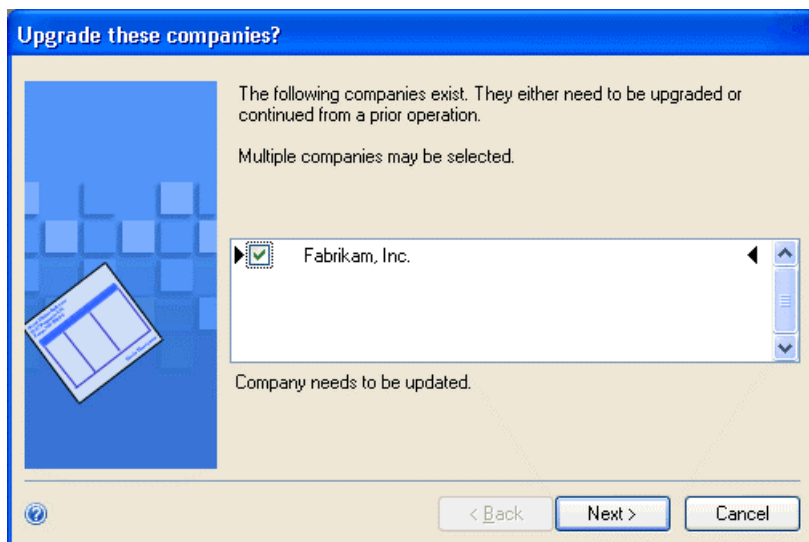 Upgrade these companies?
The following companies exist. They either need to be upgraded or
continued from a prior operation.
Multiple companies may be selected.
Fabrikam, Inc.
Company needs to be updated.
< Back
Next >
Cancel